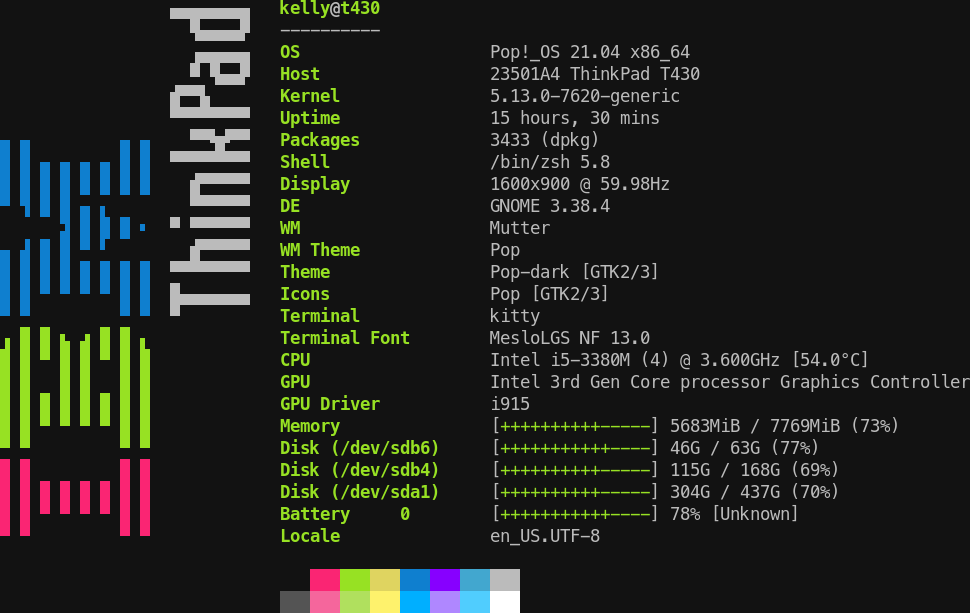 ThinkPad
kelly@t430
----------
OS Pop!_OS 21.04 x86_64
Host 23501A4 ThinkPad T430
Kernel 5.13.0-7620-generic
Uptime 15 hours, 30 mins
Packages 3433 (dpkg)
Shell /bin/zsh 5.8
Display 1600x900 @ 59.98Hz
DE GNOME 3.38.4
WM Mutter
WM Theme Pop
Theme Pop-dark [GTK2/3]
Icons Pop [GTK2/3]
Terminal kitty
Terminal Font MesloLGS NF 13.0
CPU Intel i5-3380M (4) @ 3.600GHz [54.0°C]
GPU Intel 3rd Gen Core processor Graphics Controller
GPU Driver i915
Memory [++++++++++-----] 5683MiB / 7769MiB (73%)
Disk (/dev/sdb6) [+++++++++++----] 46G / 63G (77%)
Disk (/dev/sdb4) [++++++++++-----] 115G / 168G (69%)
Disk (/dev/sda1) [++++++++++-----] 304G / 437G (70%)
Battery 0 [+++++++++++----] 78% [Unknown]
Locale en_US.UTF-8
IBM